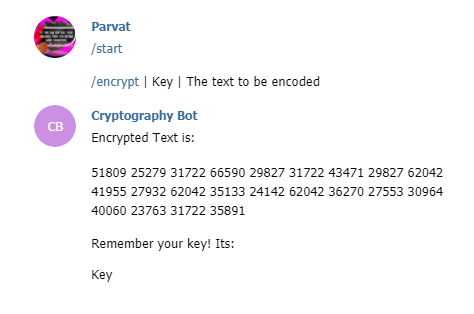 Parvat
/start
/encrypt | Key | The text to be encoded
CB
Cryptography Bot
Encrypted Text is:
51809 25279 31722 66590 29827 31722 43471 29827 62042
41955 27932 62042 35133 24142 62042 36270 27553 30964
40060 23763 31722 35891
Remember your key! Its:
Key